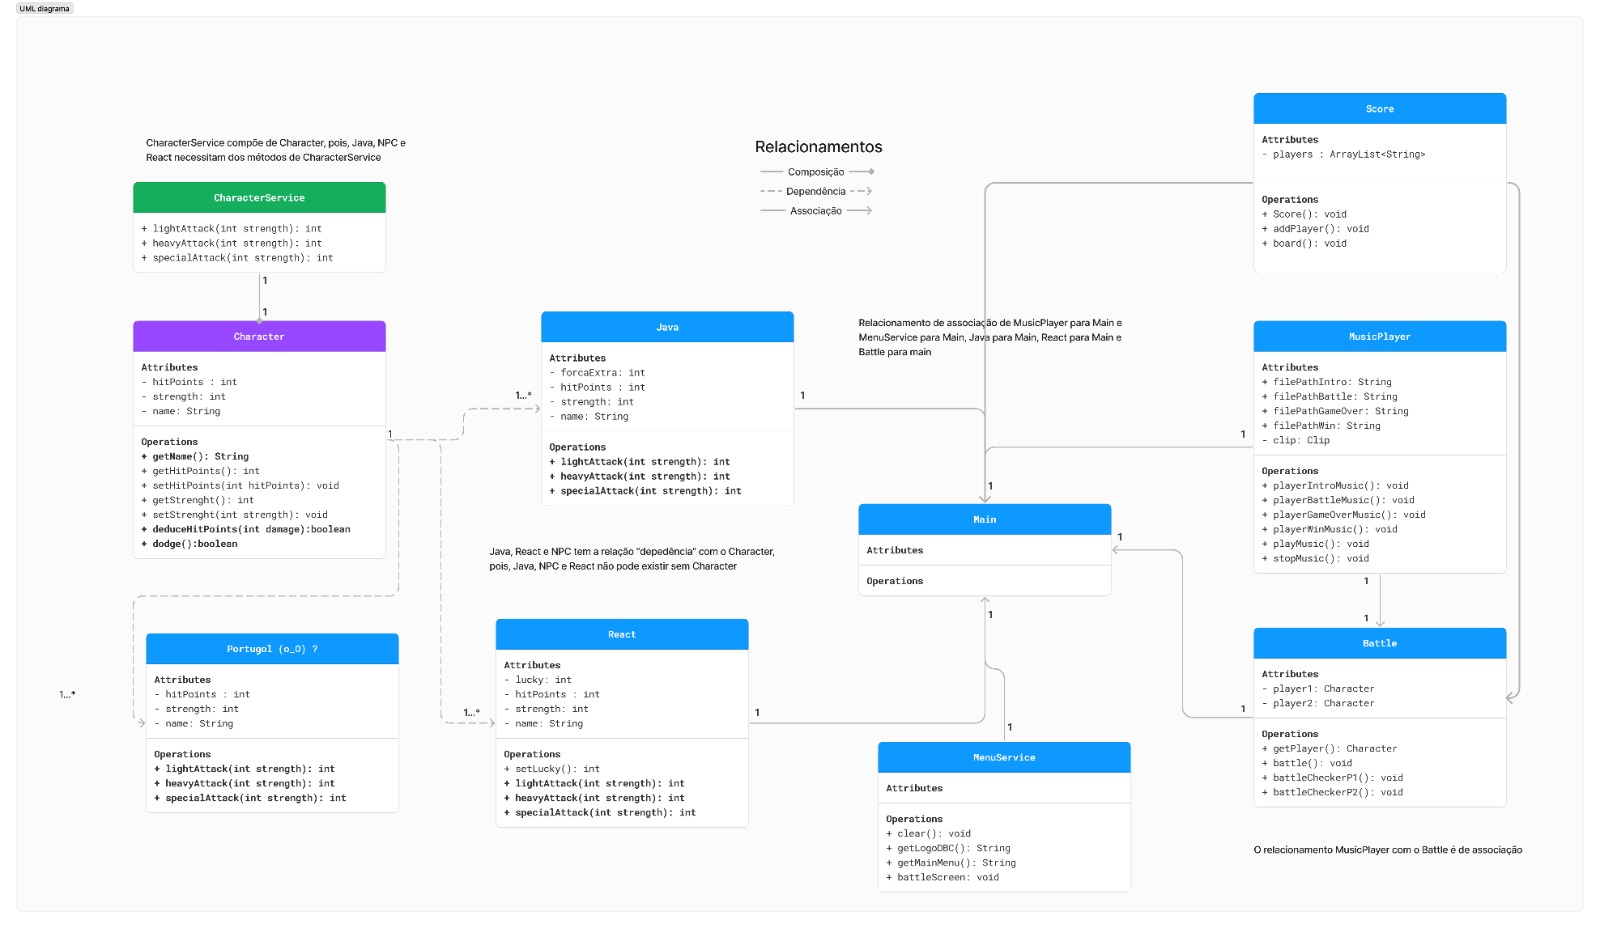 UML diagrama
CharacterService compõe de Character, pois, Java, NPC e
React necessitam dos métodos de CharacterService
CharacterService
+ lightAttack(int strength): int
+ heavyAttack(int strength): int
+ specialAttack(int strength): int
1
1
Character
Attributes
- hitPoints : int
- strength: int
- name: String
Operations
+ getName(): String
+ getHitPoints(): int
+ setHitPoints(int hitPoints): void
+ getStrenght(): int
+ setStrenght(int strength): void
+ deduceHitPoints(int damage):boolean
+ dodge():boolean
1
1...*
Portugol (o_O) ?
Attributes
- hitPoints : int
- strength: int
- name: String
Operations
+ lightAttack(int strength): int
+ heavyAttack(int strength): int
+ specialAttack(int strength): int
1...*
Java
Attributes
- forcaExtra: int
- hitPoints : int
- strength: int
- name: String
Operations
+ lightAttack(int strength): int
+ heavyAttack(int strength): int
+ specialAttack(int strength): int
1
Java, React e NPC tem a relação “depedência” com o Character,
pois, Java, NPC e React não pode existir sem Character
1...*
React
Attributes
- lucky: int
- hitPoints : int
- strength: int
- name: String
Operations
+ setLucky(): int
+ lightAttack(int strength): int
+ heavyAttack(int strength): int
+ specialAttack(int strength): int
1
Relacionamentos
Composição
Dependência
Associação
Relacionamento de associação de MusicPlayer para Main e
MenuService para Main, Java para Main, React para Main e
Battle para main
1
Main
Attributes
Operations
1
1
1
MenuService
Attributes
Operations
+ clear(): void
+ getLogoDBC(): String
+ getMainMenu(): String
+ battleScreen: void
Score
Attributes
- players : ArrayList<String>
Operations
+ Score(): void
+ addPlayer(): void
+ board(): void
1
MusicPlayer
Attributes
+ filePathIntro: String
+ filePathBattle: String
+ filePathGameOver: String
+ filePathWin: String
- clip: Clip
Operations
+ playerIntroMusic(): void
+ playerBattleMusic(): void
+ playerGameOverMusic(): void
+ playerWinMusic(): void
+ playMusic(): void
+ stopMusic(): void
1
1
1
Battle
Attributes
- player1: Character
- player2: Character
Operations
+ getPlayer(): Character
+ battle(): void
+ battleCheckerP1(): void
+ battleCheckerP2(): void
O relacionamento MusicPlayer com o Battle é de associação